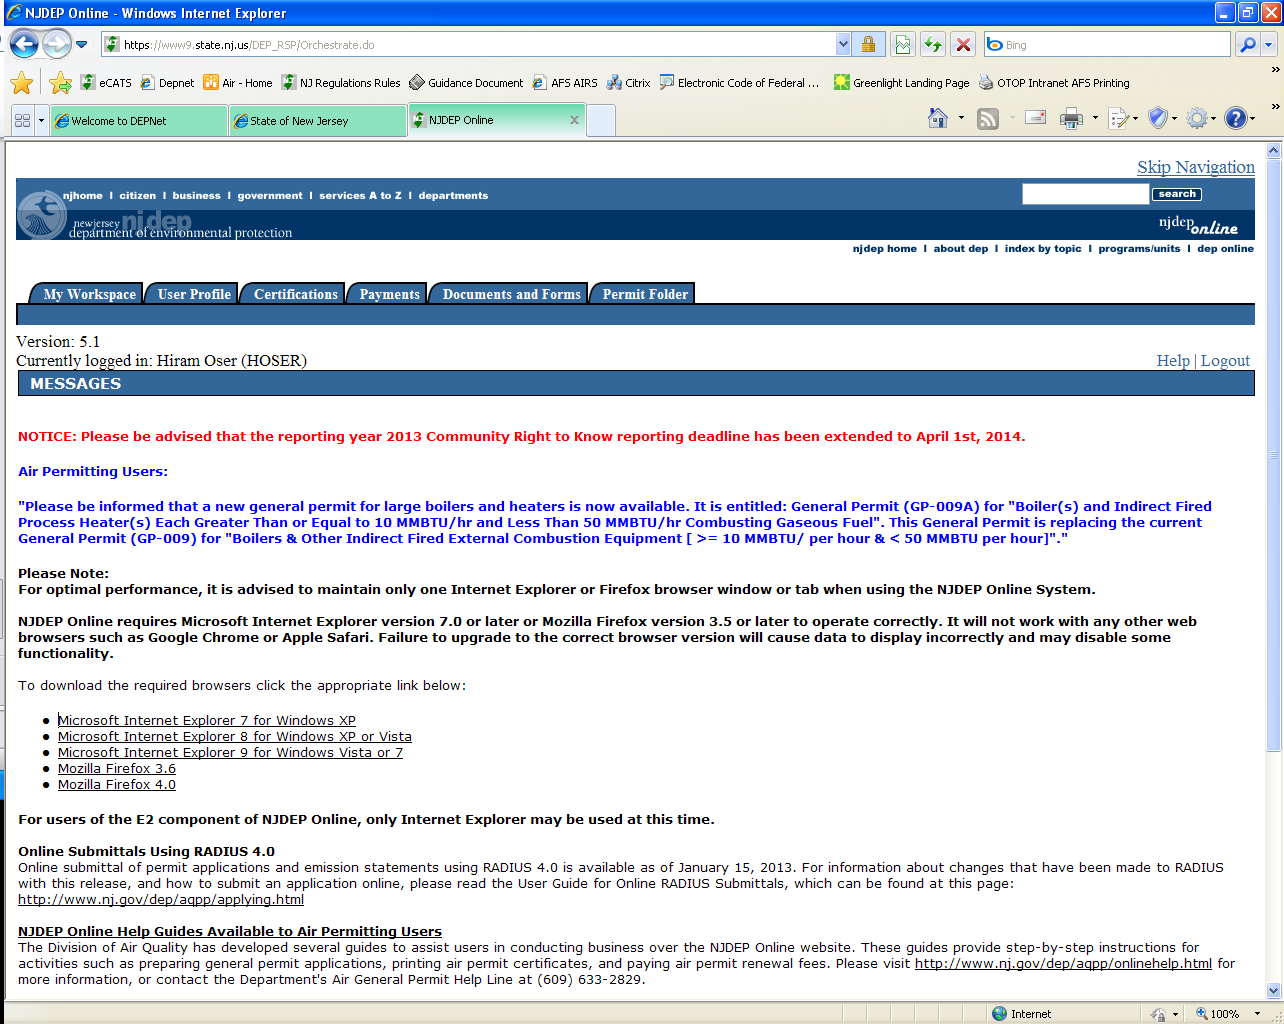 NJDEP Online - Windows Internet Explorer
https://www9.state.nj.us/DEP_RSP/Orchestrate.do
Bing
eCATS Depnet Air - Home NJ Regulations Rules Guidance Document AFS AIRS Citrix Electronic Code of Federal ... Greenlight Landing Page OTOP Intranet AFS Printing
Welcome to DEPNet State of New Jersey NJDEP Online
Skip Navigation
njhome | citizen | business | government | services A to Z | departments
search
newjersey njdep
department of environmental protection
njdep online
njdep home | about dep | index by topic | programs/units | dep online
My Workspace User Profile Certifications Payments Documents and Forms Permit Folder
Version: 5.1
Currently logged in: Hiram Oser (HOSER)
Help | Logout
MESSAGES
NOTICE: Please be advised that the reporting year 2013 Community Right to Know reporting deadline has been extended to April 1st, 2014.
Air Permitting Users:
"Please be informed that a new general permit for large boilers and heaters is now available. It is entitled: General Permit (GP-009A) for "Boiler(s) and Indirect Fired
Process Heater(s) Each Greater Than or Equal to 10 MMBTU/hr and Less Than 50 MMBTU/hr Combusting Gaseous Fuel". This General Permit is replacing the current
General Permit (GP-009) for "Boilers & Other Indirect Fired External Combustion Equipment [ >= 10 MMBTU/ per hour & < 50 MMBTU per hour]"."
Please Note:
For optimal performance, it is advised to maintain only one Internet Explorer or Firefox browser window or tab when using the NJDEP Online System.
NJDEP Online requires Microsoft Internet Explorer version 7.0 or later or Mozilla Firefox version 3.5 or later to operate correctly. It will not work with any other web
browsers such as Google Chrome or Apple Safari. Failure to upgrade to the correct browser version will cause data to display incorrectly and may disable some
functionality.
To download the required browsers click the appropriate link below:
● Microsoft Internet Explorer 7 for Windows XP
● Microsoft Internet Explorer 8 for Windows XP or Vista
● Microsoft Internet Explorer 9 for Windows Vista or 7
● Mozilla Firefox 3.6
● Mozilla Firefox 4.0
For users of the E2 component of NJDEP Online, only Internet Explorer may be used at this time.
Online Submittals Using RADIUS 4.0
Online submittal of permit applications and emission statements using RADIUS 4.0 is available as of January 15, 2013. For information about changes that have been made to RADIUS
with this release, and how to submit an application online, please read the User Guide for Online RADIUS Submittals, which can be found at this page:
http://www.nj.gov/dep/aqpp/applying.html
NJDEP Online Help Guides Available to Air Permitting Users
The Division of Air Quality has developed several guides to assist users in conducting business over the NJDEP Online website. These guides provide step-by-step instructions for
activities such as preparing general permit applications, printing air permit certificates, and paying air permit renewal fees. Please visit http://www.nj.gov/dep/aqpp/onlinehelp.html for
more information, or contact the Department's Air General Permit Help Line at (609) 633-2829.
Internet
100%